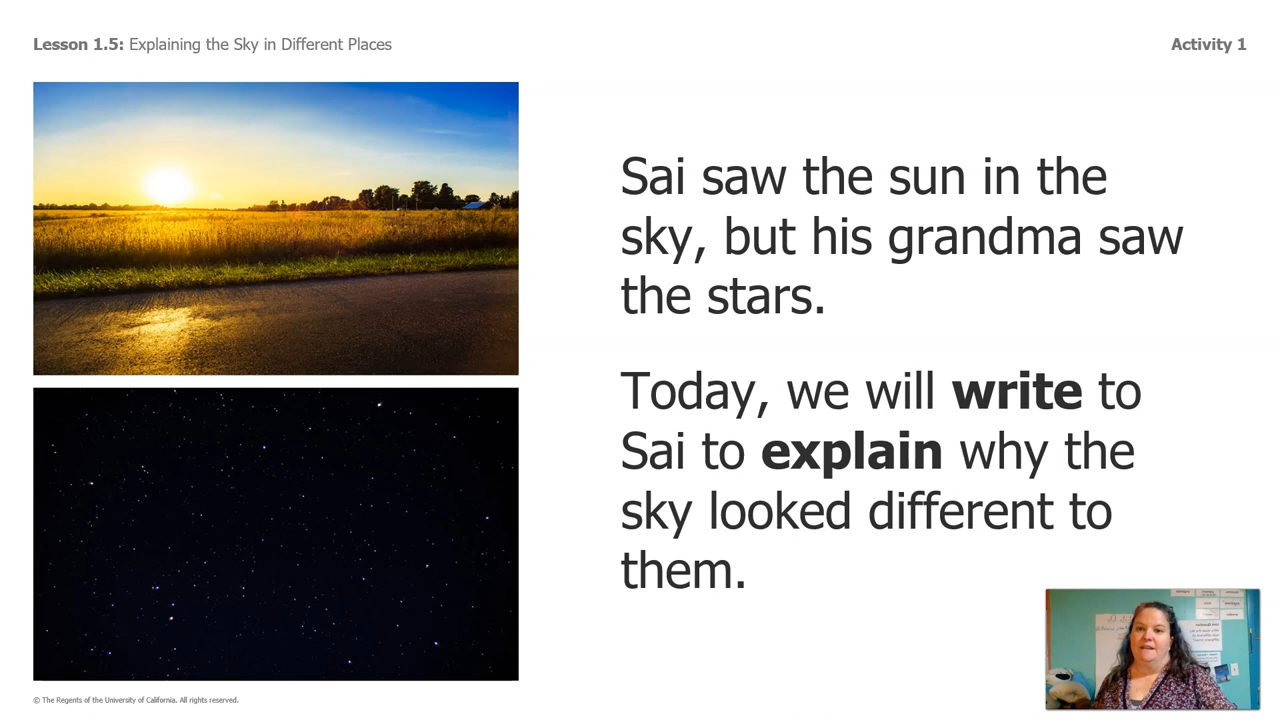 Lesson 1.5: Explaining the Sky in Different Places
Activity 1
Sai saw the sun in the
sky, but his grandma saw
the stars.
Today, we will write to
Sai to explain why the
sky looked different to
them.
© The Regents of the University of California. All rights reserved.